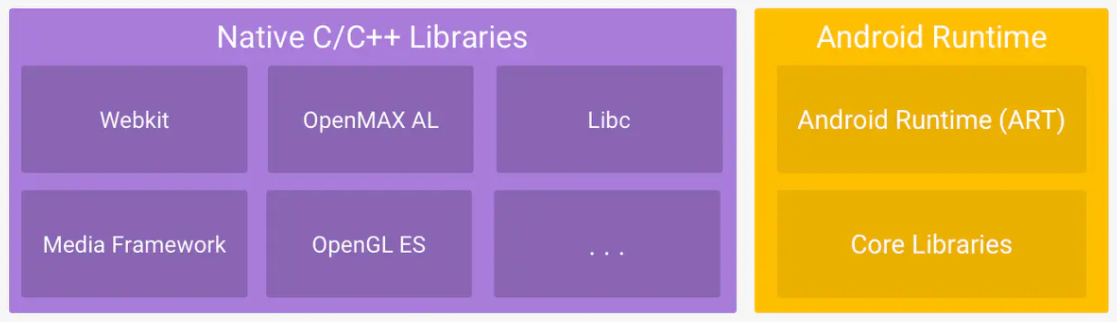 Native C/C++ Libraries
Webkit
OpenMAX AL
Libc
Media Framework
OpenGL ES
. . .
Android Runtime
Android Runtime (ART)
Core Libraries